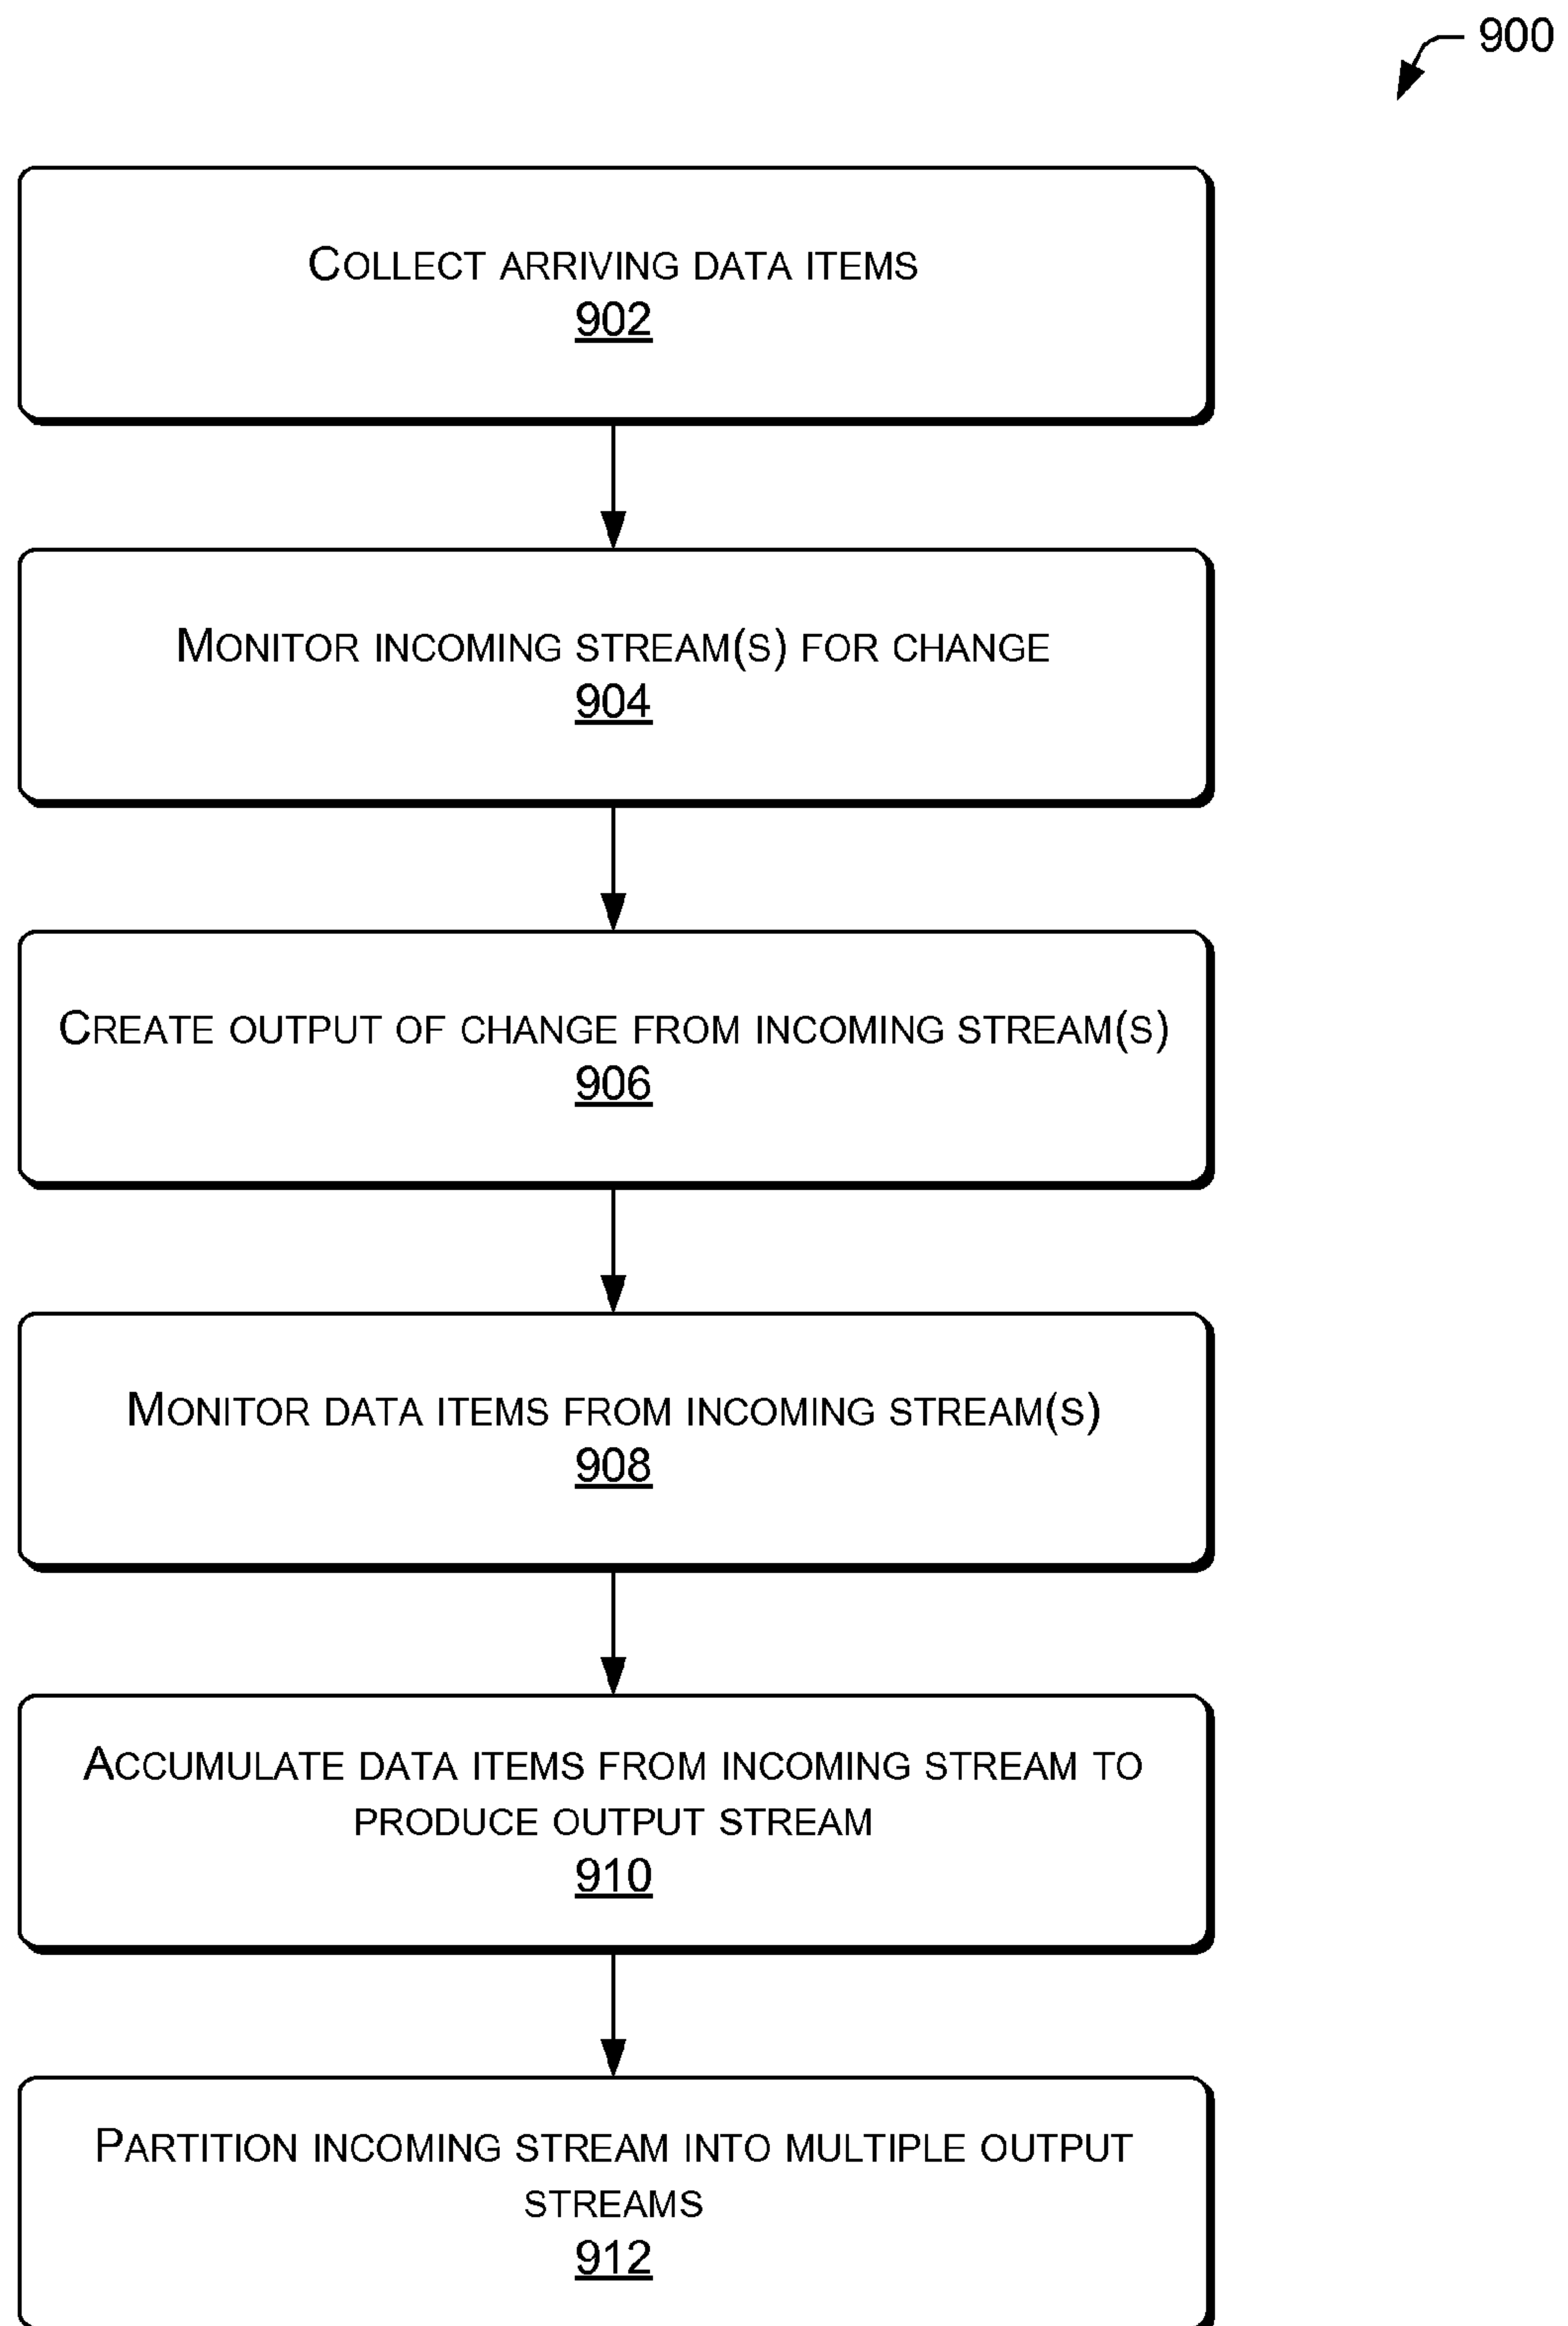 900
COLLECT ARRIVING DATA ITEMS
902
MONITOR INCOMING STREAM(S) FOR CHANGE
904
CREATE OUTPUT OF CHANGE FROM INCOMING STREAM(S)
906
MONITOR DATA ITEMS FROM INCOMING STREAM(S)
908
ACCUMULATE DATA ITEMS FROM INCOMING STREAM TO
PRODUCE OUTPUT STREAM
910
PARTITION INCOMING STREAM INTO MULTIPLE OUTPUT
STREAMS
912